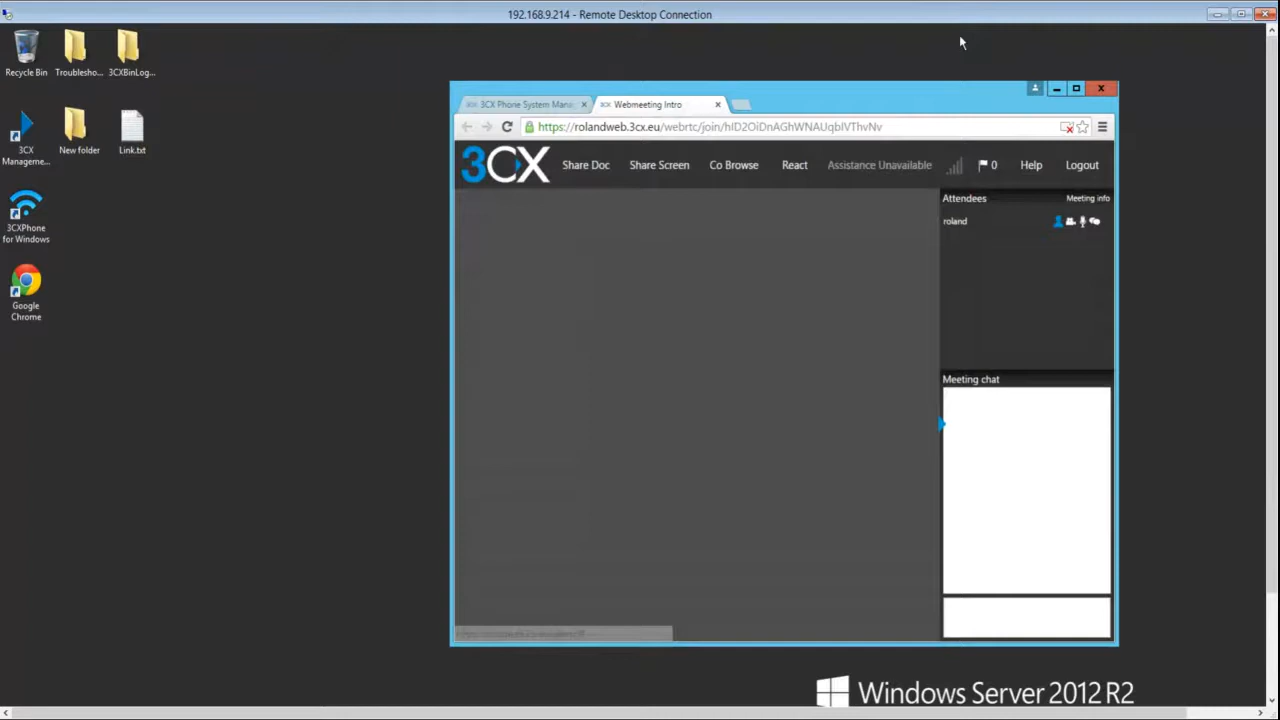 192.168.9.214 - Remote Desktop Connection
Recycle Bin
Troublesho...
3CXBinLog...
3CX
Manageme...
New folder
Link.txt
3CXPhone
for Windows
Google
Chrome
3CX Phone System Mana
Webmeeting Intro
https://rolandweb.3cx.eu/webrtc/join/hID2OiDnAGhWNAUqbIVThvNv
3CX
Share Doc
Share Screen
Co Browse
React
Assistance Unavailable
0
Help
Logout
Attendees
Meeting info
roland
Meeting chat
Windows Server 2012 R2